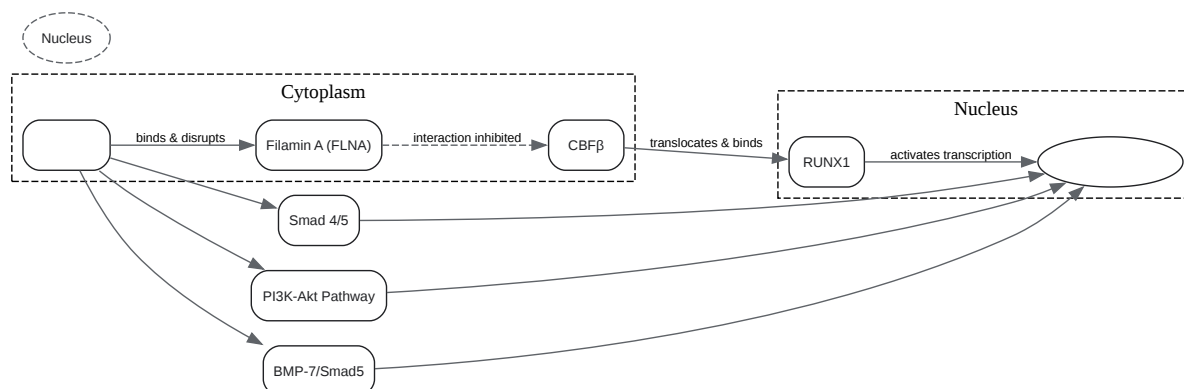 Nucleus
Cytoplasm
Nucleus
binds & disrupts
Filamin A (FLNA)
interaction inhibited
CBFβ
translocates & binds
RUNX1
activates transcription
Smad 4/5
PI3K-Akt Pathway
BMP-7/Smad5